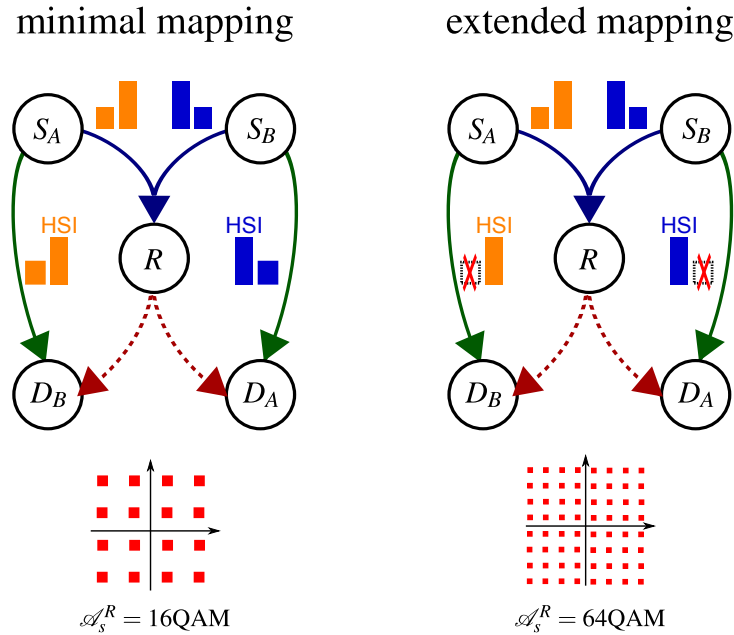 minimal mapping
extended mapping
S_A
S_B
S_A
S_B
HSI
HSI
HSI
HSI
R
R
D_B
D_A
D_B
D_A
𝒜_s^R = 16QAM
𝒜_s^R = 64QAM